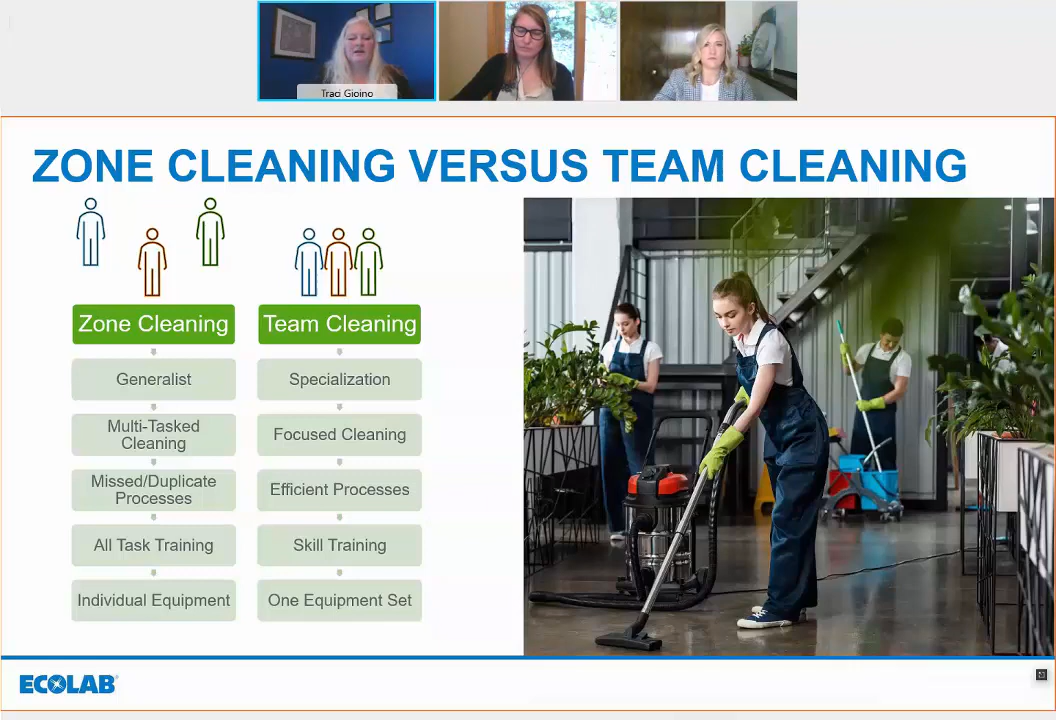 Traci Gioino
ZONE CLEANING VERSUS TEAM CLEANING
Zone Cleaning
Generalist
Multi-Tasked
Cleaning
Missed/Duplicate
Processes
All Task Training
Individual Equipment
Team Cleaning
Specialization
Focused Cleaning
Efficient Processes
Skill Training
One Equipment Set
ECOLAB